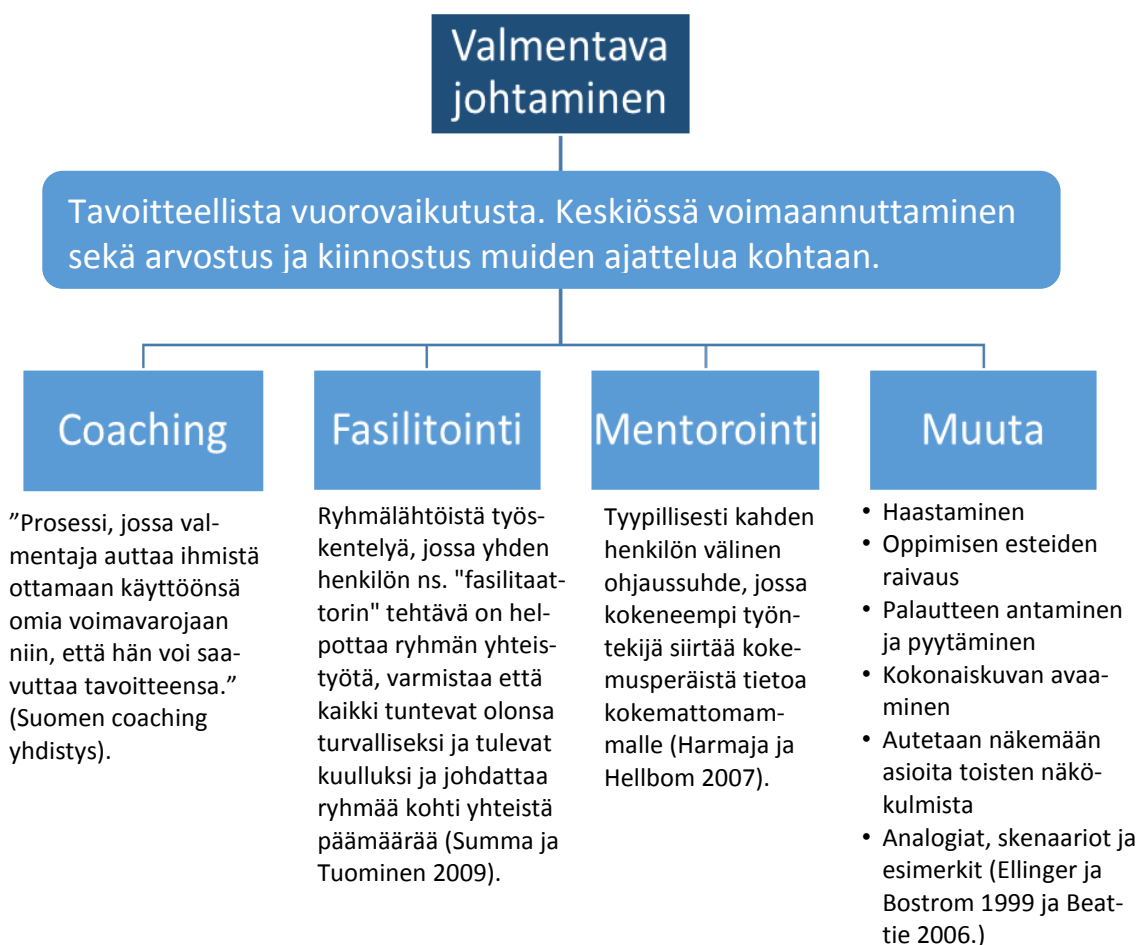 Valmentava
johtaminen
Tavoitteellista vuorovaikutusta. Keskiössä voimaannuttaminen
sekä arvostus ja kiinnostus muiden ajattelua kohtaan.
Coaching
”Prosessi, jossa val-
mentaja auttaa ihmistä
ottamaan käyttöönsä
omia voimavarojaan
niin, että hän voi saa-
vuttaa tavoitteensa.”
(Suomen coaching
yhdistys).
Fasilitointi
Ryhmälähtöistä työs-
kentelyä, jossa yhden
henkilön ns. "fasilitaat-
torin" tehtävä on hel-
pottaa ryhmän yhteis-
työtä, varmistaa että
kaikki tuntevat olonsa
turvalliseksi ja tulevat
kuulluksi ja johdattaa
ryhmää kohti yhteistä
päämäärää (Summa ja
Tuominen 2009).
Mentorointi
Tyypillisesti kahden
henkilön välinen
ohjaussuhde, jossa
kokeneempi työn-
tekijä siirtää koke-
musperäistä tietoa
kokemattomam-
malle (Harmaja ja
Hellbom 2007).
Muuta
• Haastaminen
• Oppimisen esteiden
raivaus
• Palautteen antaminen
ja pyytäminen
• Kokonaiskuvan avaa-
minen
• Autetaan näkemään
asioita toisten näkö-
kulmista
• Analogiat, skenaariot ja
esimerkit (Ellinger ja
Bostrom 1999 ja Beat-
tie 2006.)